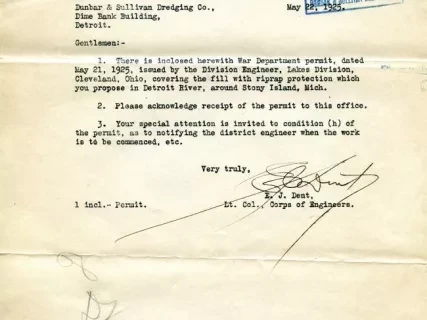 Dunbar & Sullivan Dredging Co., May 22, 1925.
Dime Bank Building,
Detroit.
Gentlemen:-
1. There is inclosed herewith War Department permit, dated
May 21, 1925, issued by the Division Engineer, Lakes Division,
Cleveland, Ohio, covering the fill with riprap protection which
you propose in Detroit River, around Stony Island, Mich.
2. Please acknowledge receipt of the permit to this office.
3. Your special attention is invited to condition (h) of
the permit, as to notifying the district engineer when the work
is to be commenced, etc.
Very truly,
E. J. Dent,
1 incl.- Permit. Lt. Col., Corps of Engineers.